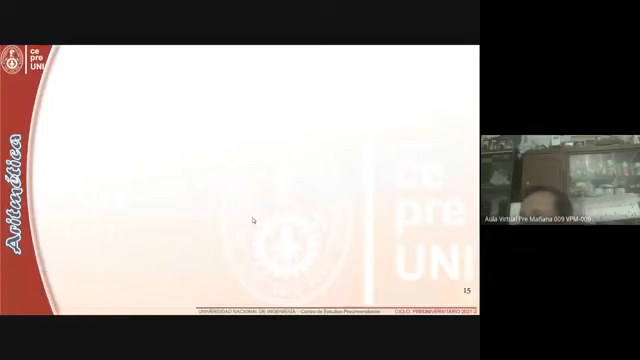 ce
pre
UNI
Aritmética
ce
pre
UNI
15
UNIVERSIDAD NACIONAL DE INGENIERÍA - Centro de Estudios Preuniversitarios
CICLO: PREUNIVERSITARIO 2021-2
Aula Virtual Pre Mañana 009 VPM-009